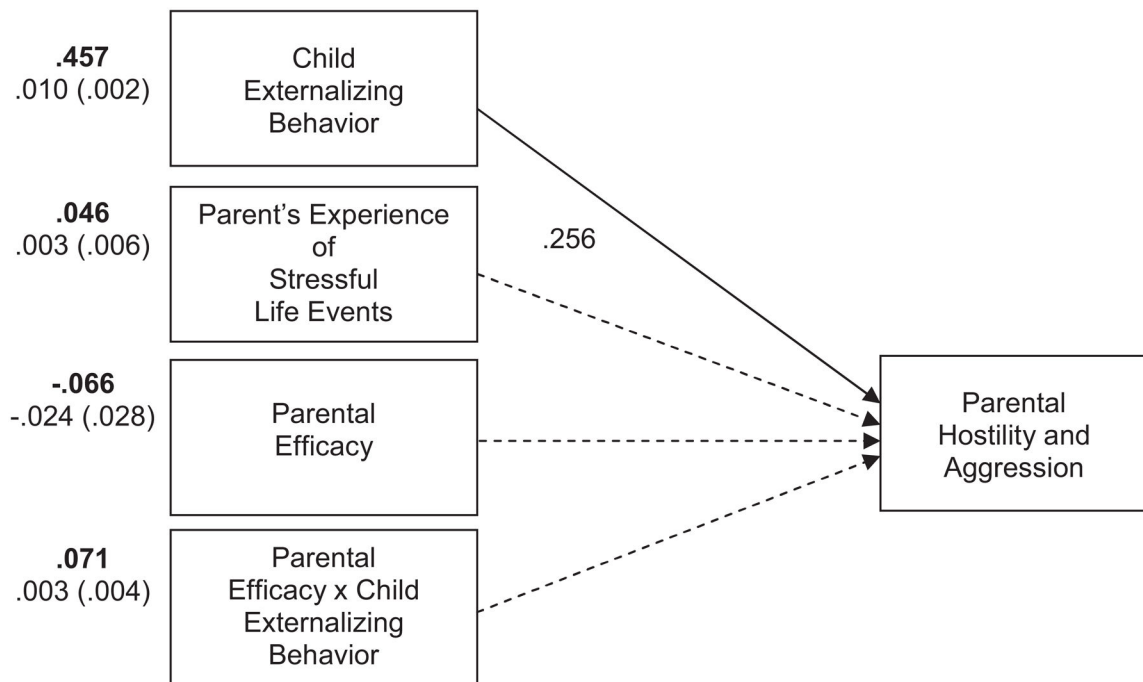 .457
.010 (.002)
Child
Externalizing
Behavior
.046
.003 (.006)
Parent’s Experience
of
Stressful
Life Events
.256
-.066
-.024 (.028)
Parental
Efficacy
Parental
Hostility and
Aggression
.071
.003 (.004)
Parental
Efficacy x Child
Externalizing
Behavior